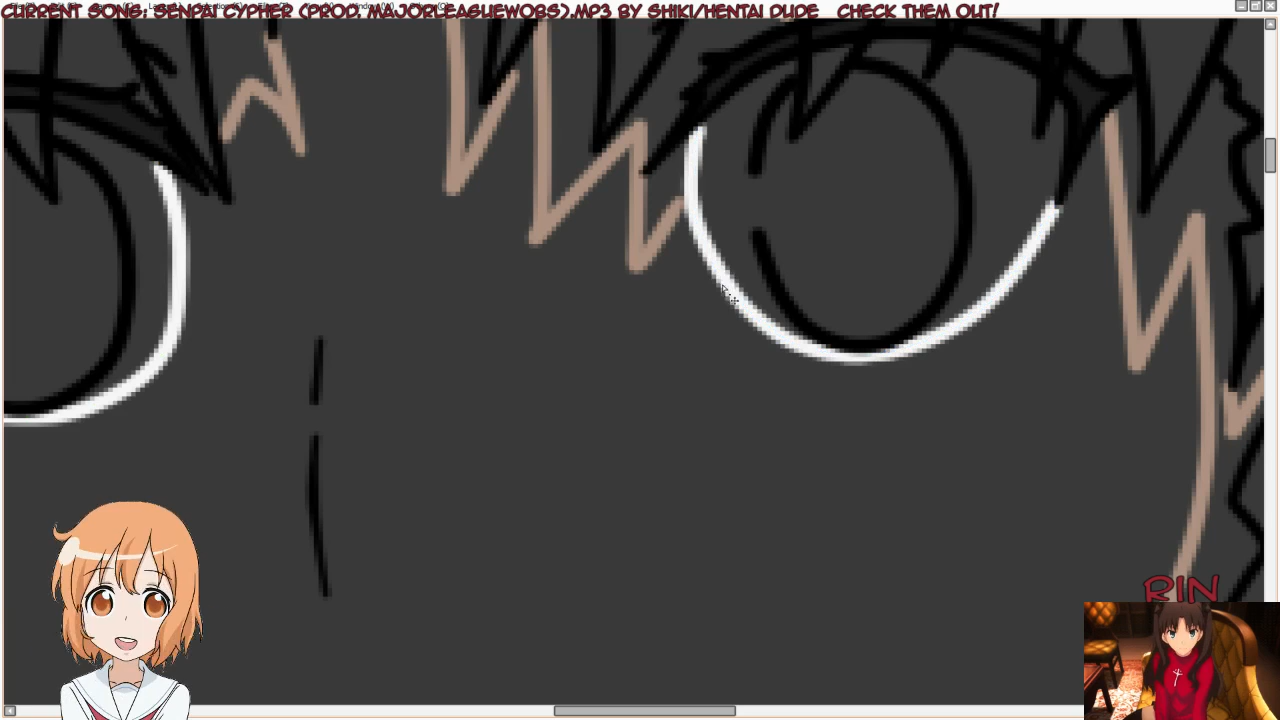 CURRENT SONG: SENPAI CYPHER (PROD. MAJORLEAGUEWOBS).MP3 BY SHIKI/HENTAI DUDE CHECK THEM OUT!
RIN